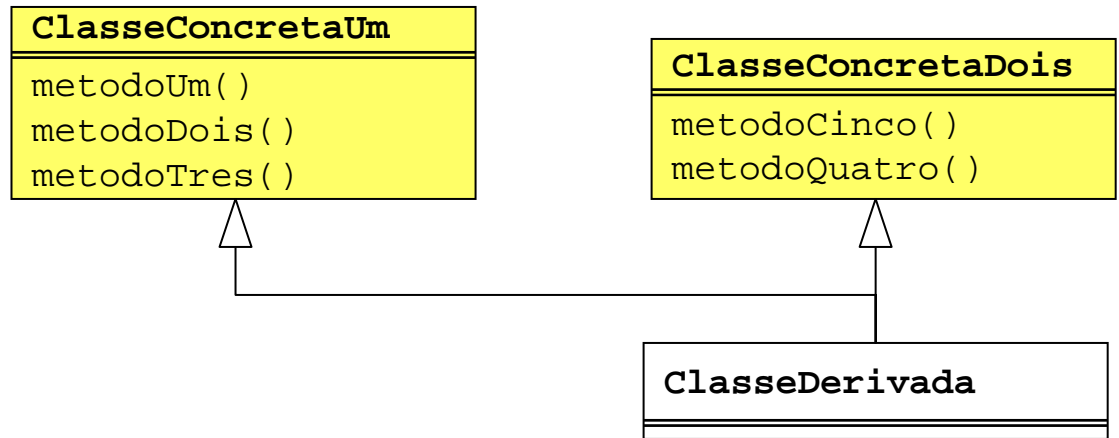 ClasseConcretaUm
metodoUm()
metodoDois()
metodoTres()
ClasseConcretaDois
metodoCinco()
metodoQuatro()
ClasseDerivada